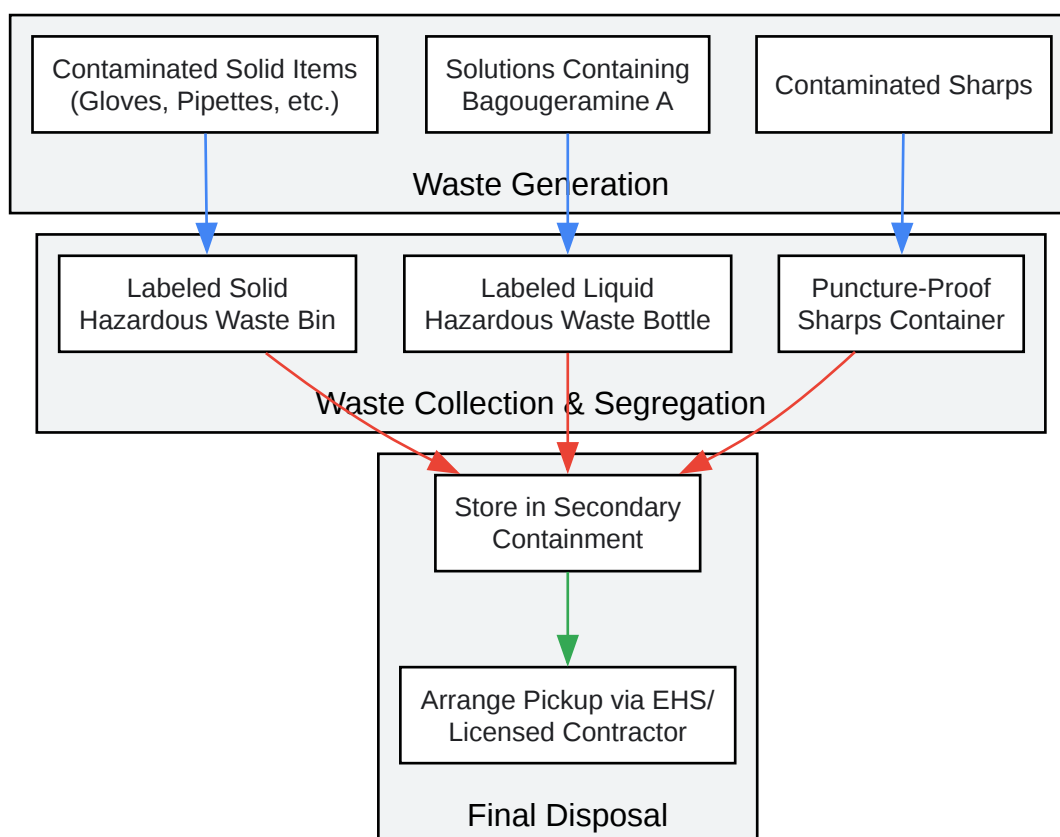 Contaminated Solid Items
(Gloves, Pipettes, etc.)
Solutions Containing
Bagougeramine A
Contaminated Sharps
Waste Generation
Labeled Solid
Hazardous Waste Bin
Labeled Liquid
Hazardous Waste Bottle
Puncture-Proof
Sharps Container
Waste Collection & Segregation
Store in Secondary
Containment
Arrange Pickup via EHS/
Licensed Contractor
Final Disposal